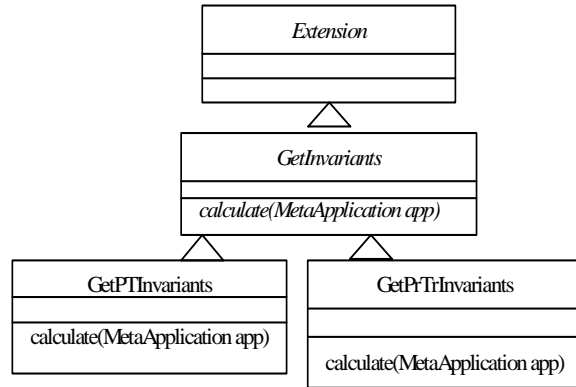 Extension
GetInvariants
calculate(MetaApplication app)
GetPTInvariants
calculate(MetaApplication app)
GetPrTrInvariants
calculate(MetaApplication app)